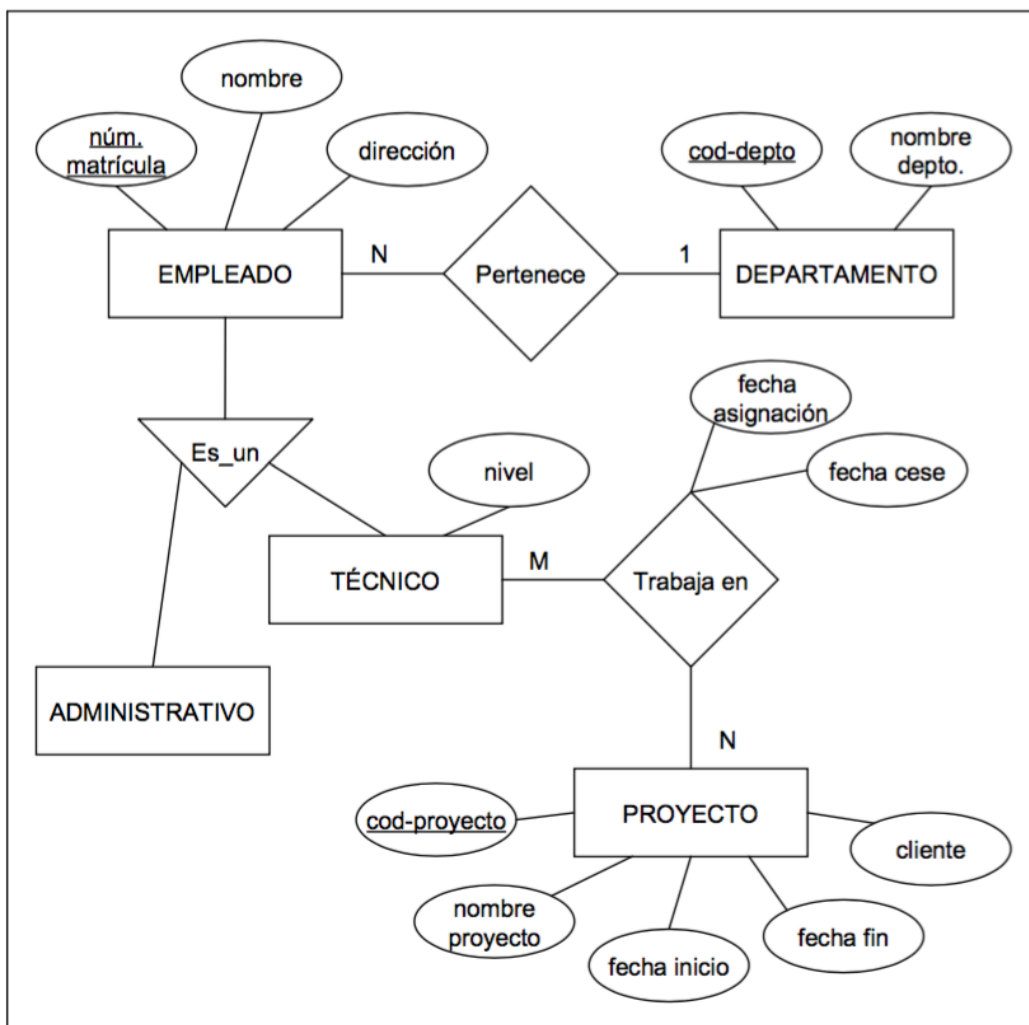 nombre
núm.
matrícula
dirección
cod-depto
nombre
depto.
EMPLEADO
N
Pertenece
1
DEPARTAMENTO
fecha
asignación
Es_un
nivel
fecha cese
TÉCNICO
M
Trabaja en
ADMINISTRATIVO
N
cod-proyecto
PROYECTO
cliente
nombre
proyecto
fecha inicio
fecha fin